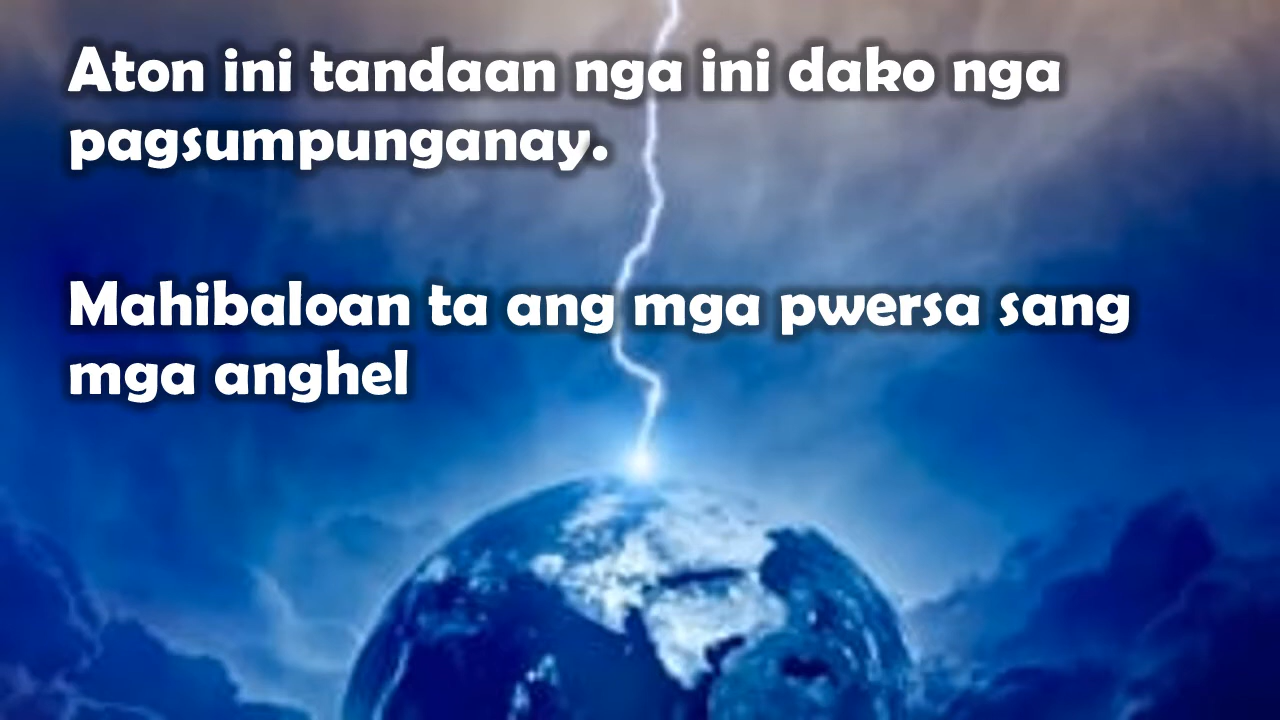 Aton ini tandaan nga ini dako nga
pagsumpunganay.
Mahibaloan ta ang mga pwersa sang
mga anghel